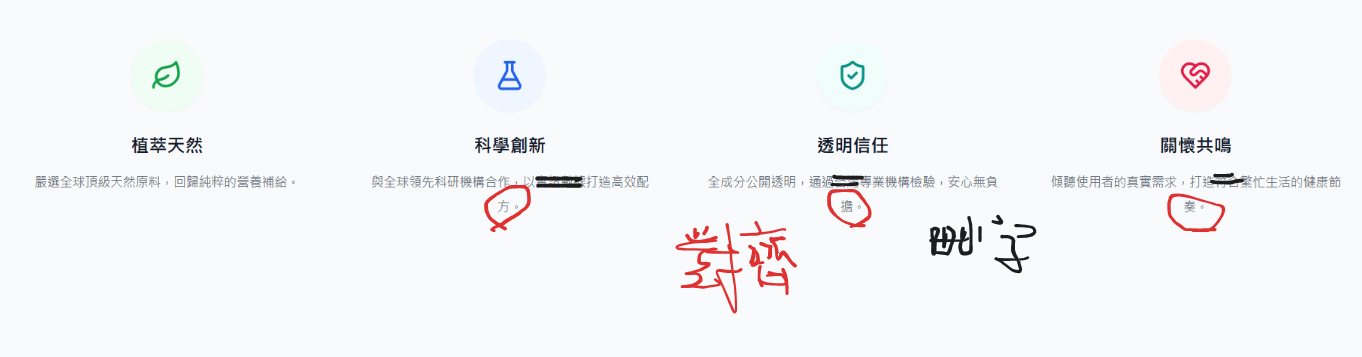 植萃天然
嚴選全球頂級天然原料，回歸純粹的營養補給。
科學創新
與全球領先科研機構合作，以打造高效配
方。
透明信任
全成分公開透明，通過專業機構檢驗，安心無負
擔。
關懷共鳴
傾聽使用者的真實需求，打造繁忙生活的健康節
奏。
對齊
刪字